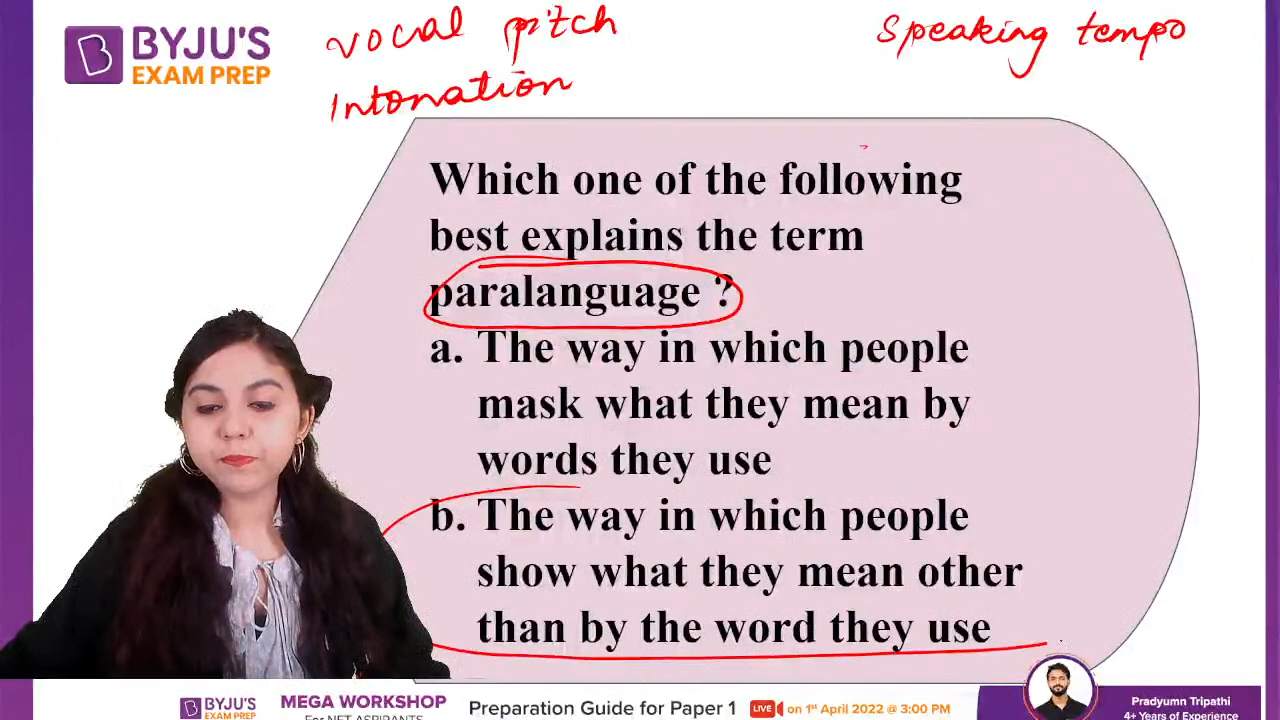 BYJU'S
EXAM PREP
vocal pitch
Intonation
Speaking tempo
Which one of the following
best explains the term
paralanguage ?
a. The way in which people
mask what they mean by
words they use
b. The way in which people
show what they mean other
than by the word they use
BYJU'S
EXAM PREP
MEGA WORKSHOP
For NET ASPIRANTS
Preparation Guide for Paper 1
LIVE on 1st April 2022 @ 3:00 PM
Pradyumn Tripathi
4+ Years of Experience